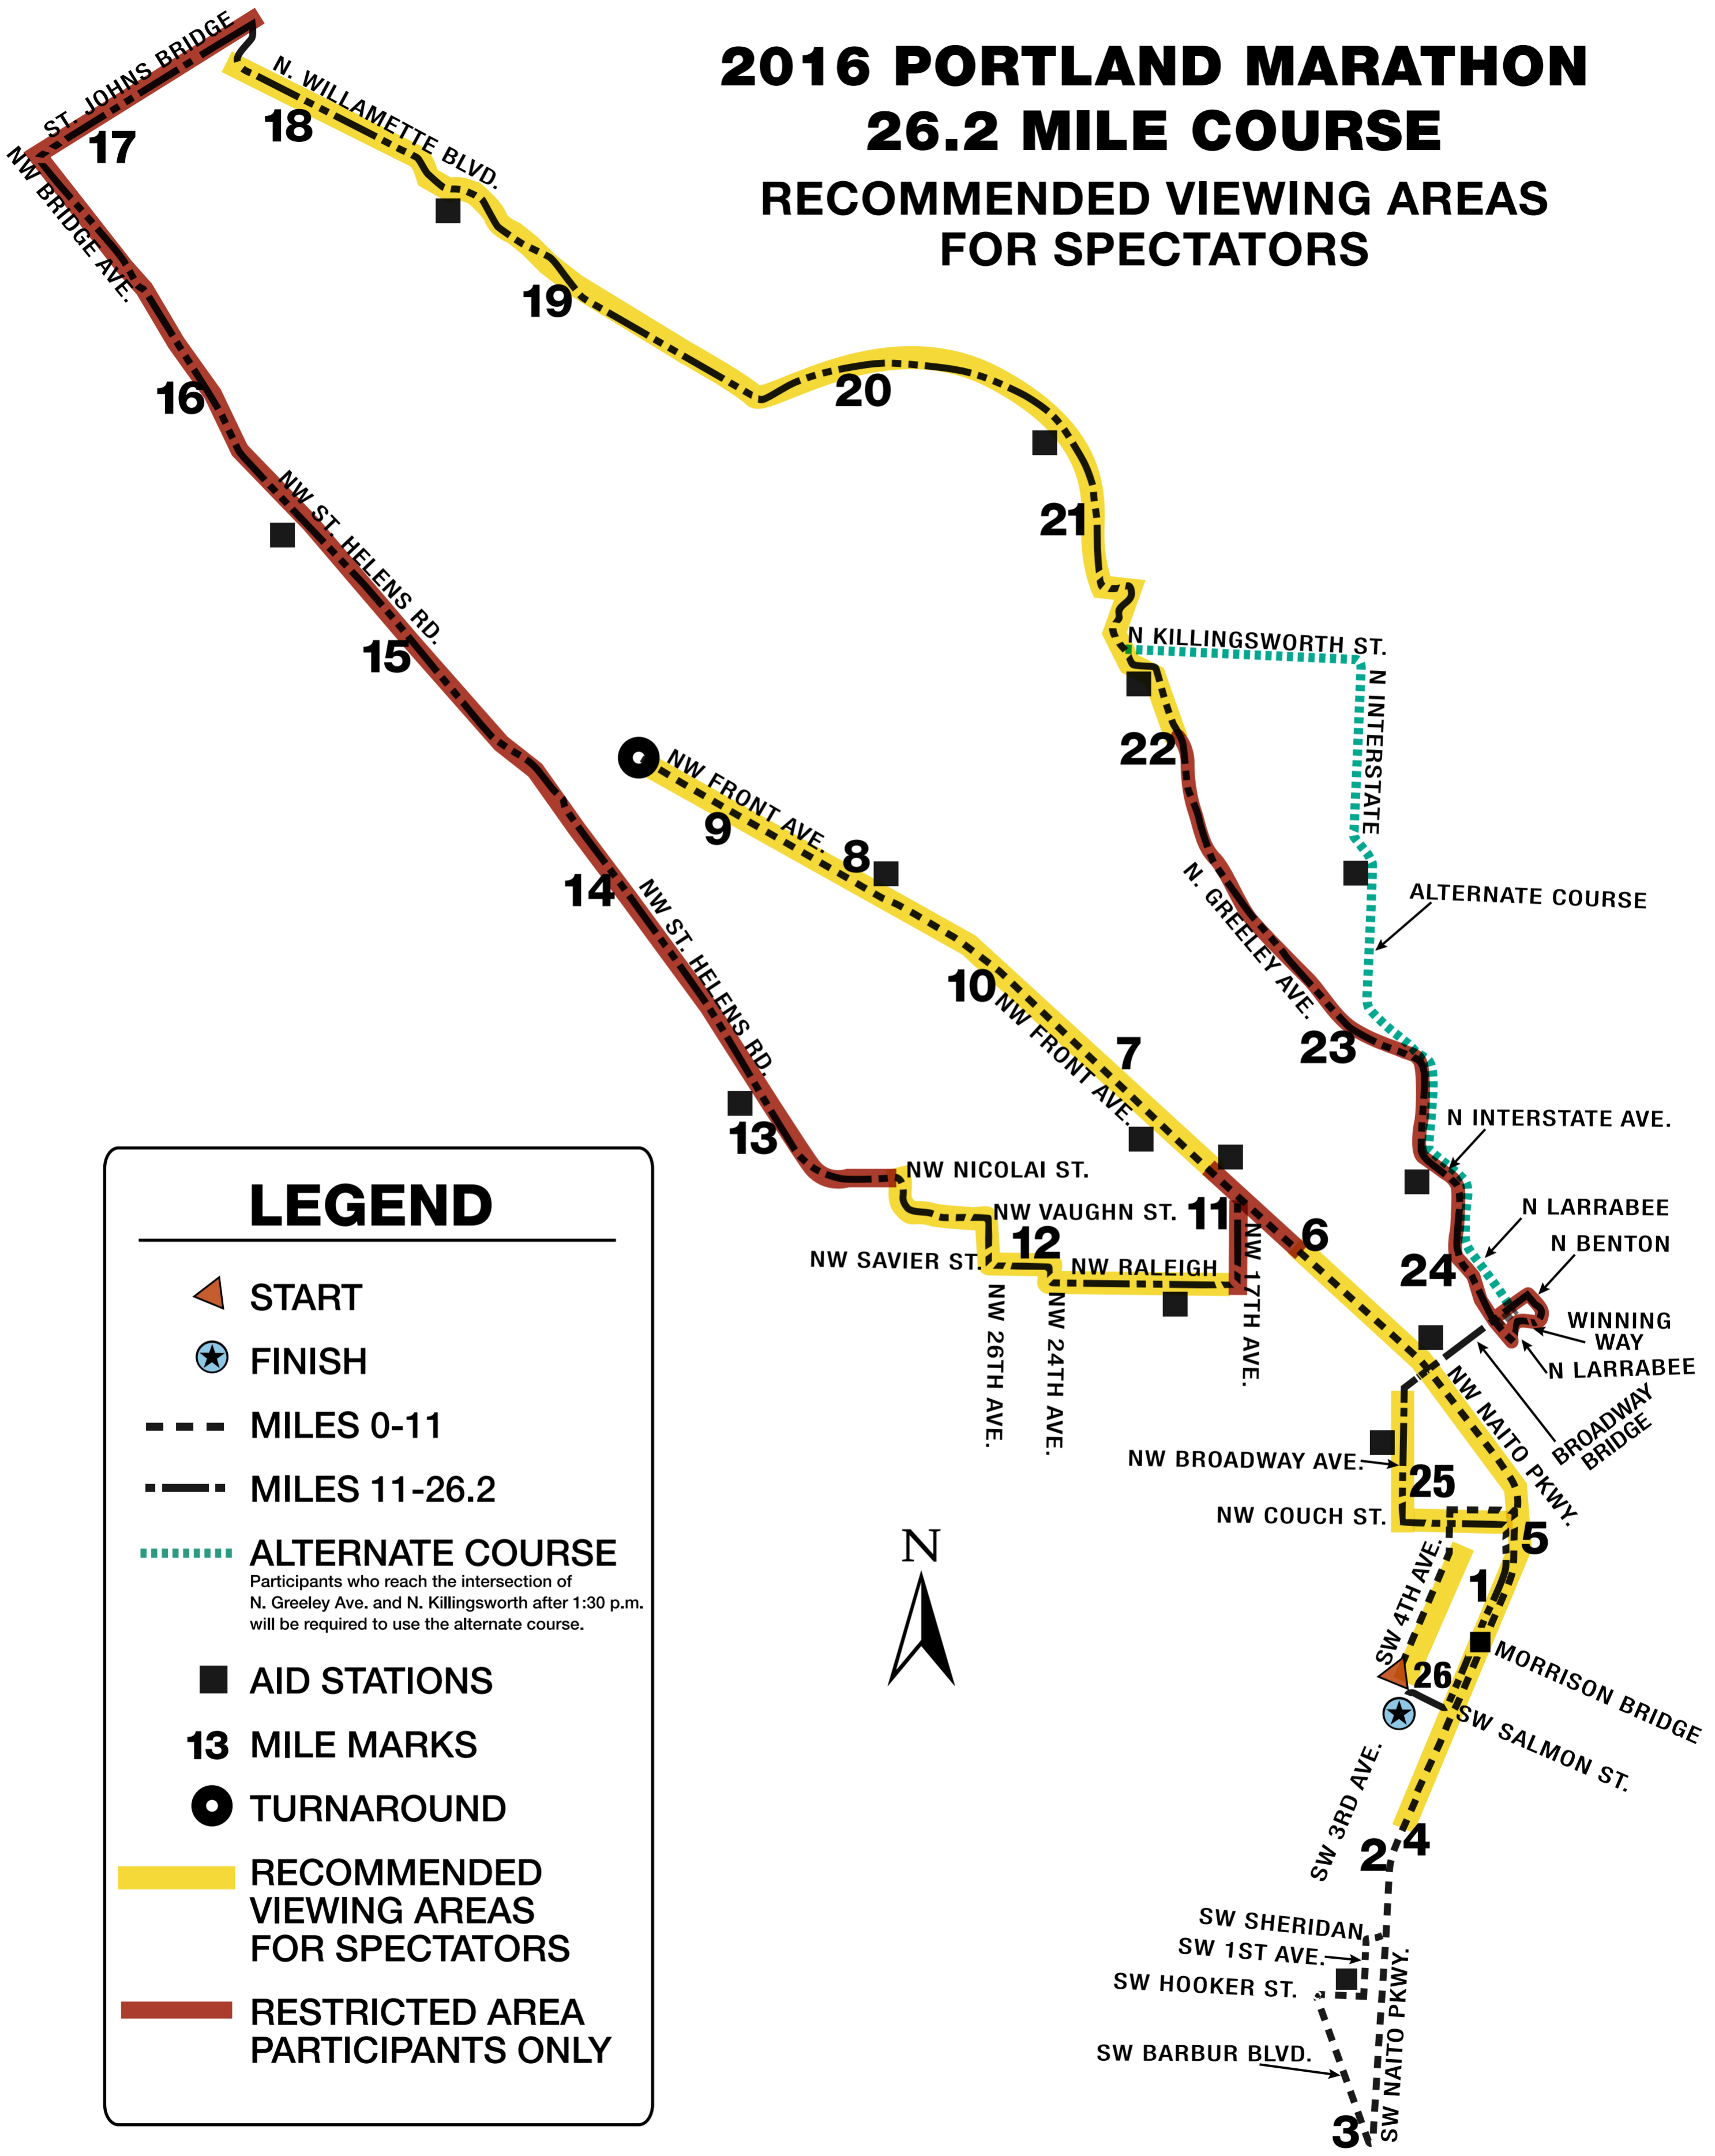 2016 PORTLAND MARATHON
26.2 MILE COURSE
RECOMMENDED VIEWING AREAS
FOR SPECTATORS
ST. JOHNS BRIDGE
17
NW BRIDGE AVE.
N. WILLAMETTE BLVD.
18
19
20
21
16
NW ST. HELENS RD.
15
N KILLINGSWORTH ST.
N INTERSTATE
22
NW FRONT AVE.
9
8
14
NW ST. HELENS RD.
ALTERNATE COURSE
N. GREELEY AVE.
10
NW FRONT AVE.
7
23
13
N INTERSTATE AVE.
NW NICOLAI ST.
NW VAUGHN ST.
11
6
12
NW SAVIER ST.
NW RALEIGH
NW 17TH AVE.
NW 26TH AVE.
NW 24TH AVE.
N LARRABEE
N BENTON
24
WINNING
WAY
N LARRABEE
BROADWAY
BRIDGE
NW NAITO PKWY.
NW BROADWAY AVE.
25
NW COUCH ST.
5
SW 4TH AVE.
1
26
MORRISON BRIDGE
SW SALMON ST.
SW 3RD AVE.
2
4
SW SHERIDAN
SW 1ST AVE.
SW HOOKER ST.
SW BARBUR BLVD.
SW NAITO PKWY.
3
N
LEGEND
START
FINISH
MILES 0-11
MILES 11-26.2
ALTERNATE COURSE
Participants who reach the intersection of
N. Greeley Ave. and N. Killingsworth after 1:30 p.m.
will be required to use the alternate course.
AID STATIONS
13 MILE MARKS
TURNAROUND
RECOMMENDED
VIEWING AREAS
FOR SPECTATORS
RESTRICTED AREA
PARTICIPANTS ONLY